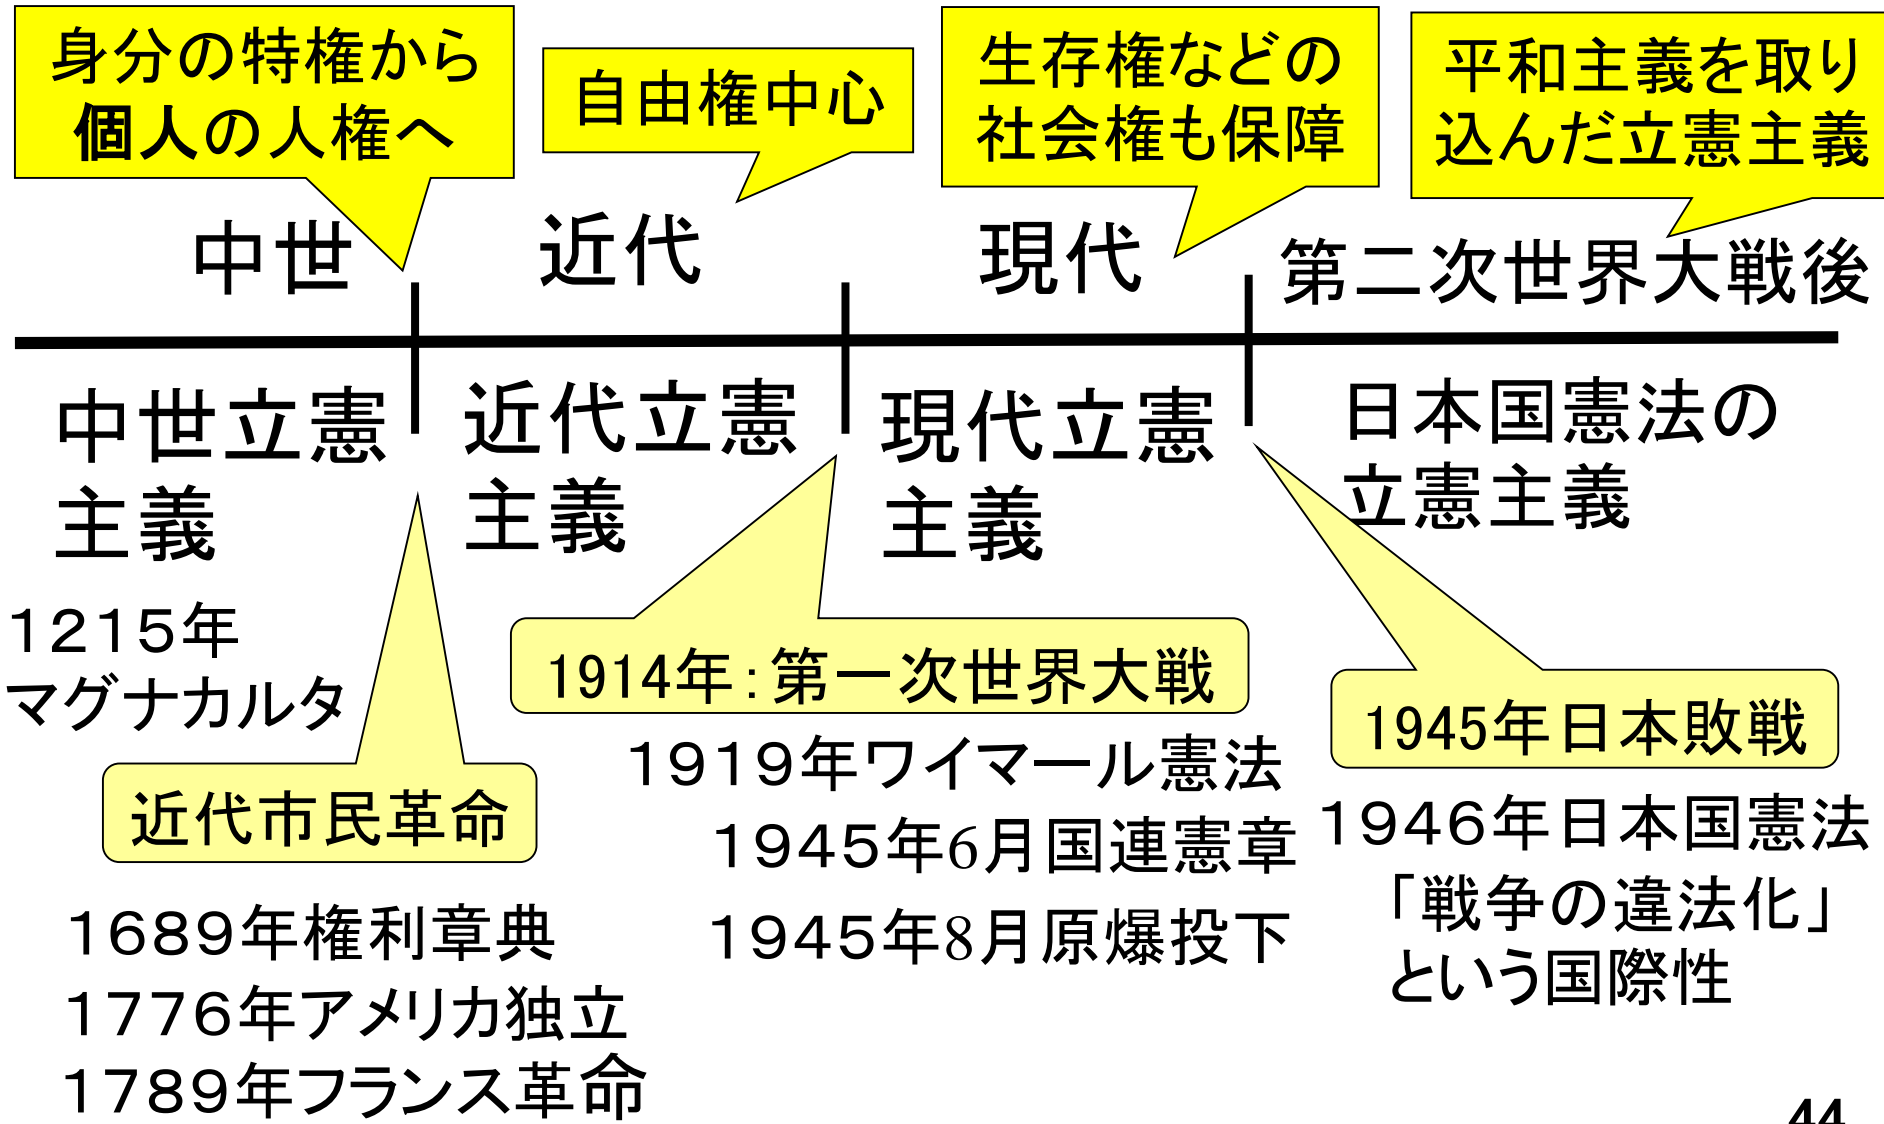 身分の特権から
個人の人権へ
自由権中心
生存権などの
社会権も保障
平和主義を取り
込んだ立憲主義
中世
近代
現代
第二次世界大戦後
中世立憲
主義
近代立憲
主義
現代立憲
主義
日本国憲法の
立憲主義
1215年
マグナカルタ
近代市民革命
1689年権利章典
1776年アメリカ独立
1789年フランス革命
1914年:第一次世界大戦
1919年ワイマール憲法
1945年6月国連憲章
1945年8月原爆投下
1945年日本敗戦
1946年日本国憲法
「戦争の違法化」
という国際性
44